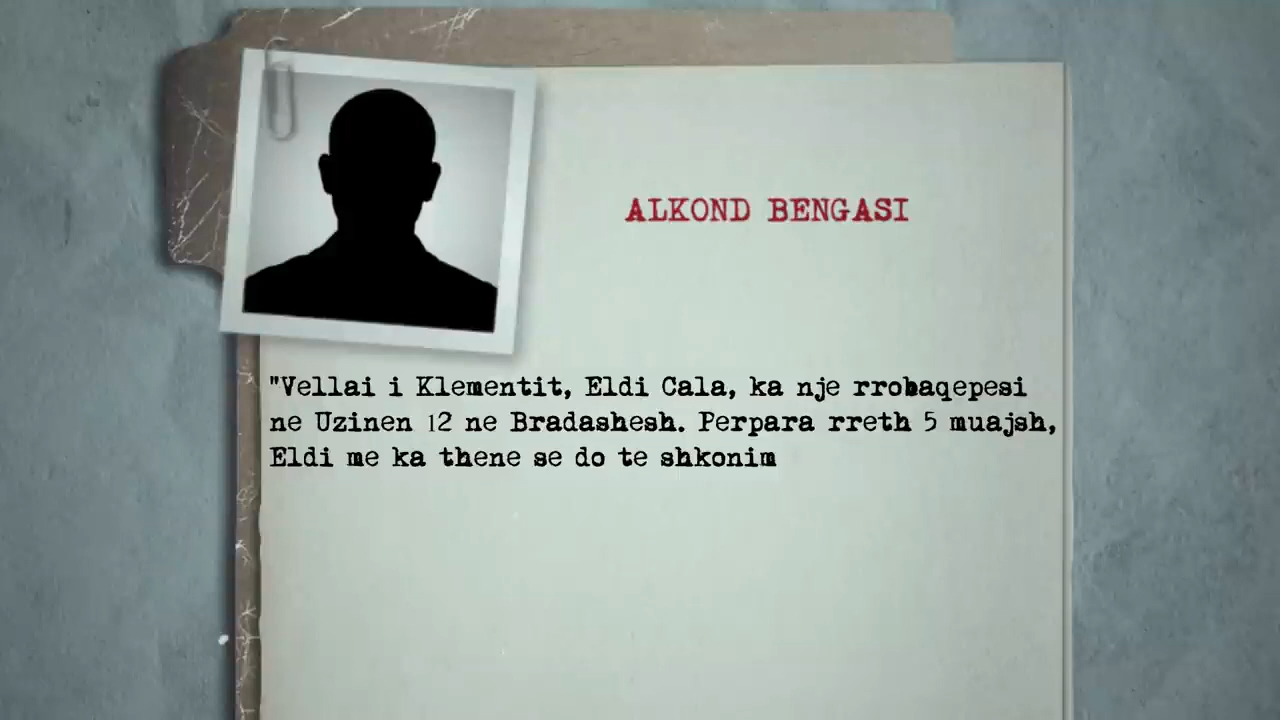 ALKOND BENGASI
"Vellai i Klementit, Eldi Cala, ka nje rrobaqepesi
ne Uzinen 12 ne Bradashesh. Perpara rreth 5 muajsh,
Eldi me ka thene se do te shkonim